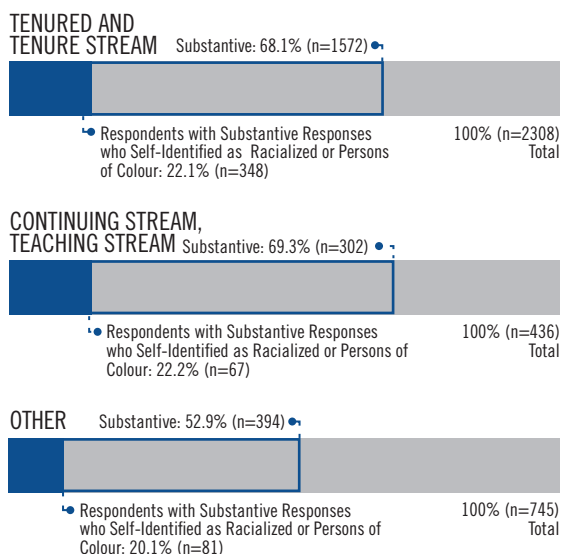 TENURED AND
TENURE STREAM Substantive: 68.1% (n=1572)
Respondents with Substantive Responses
who Self-Identified as Racialized or Persons
of Colour: 22.1% (n=348)
100% (n=2308)
Total
CONTINUING STREAM,
TEACHING STREAM Substantive: 69.3% (n=302)
Respondents with Substantive Responses
who Self-Identified as Racialized or Persons of
Colour: 22.2% (n=67)
100% (n=436)
Total
OTHER Substantive: 52.9% (n=394)
Respondents with Substantive Responses
who Self-Identified as Racialized or Persons of
Colour: 20.1% (n=81)
100% (n=745)
Total